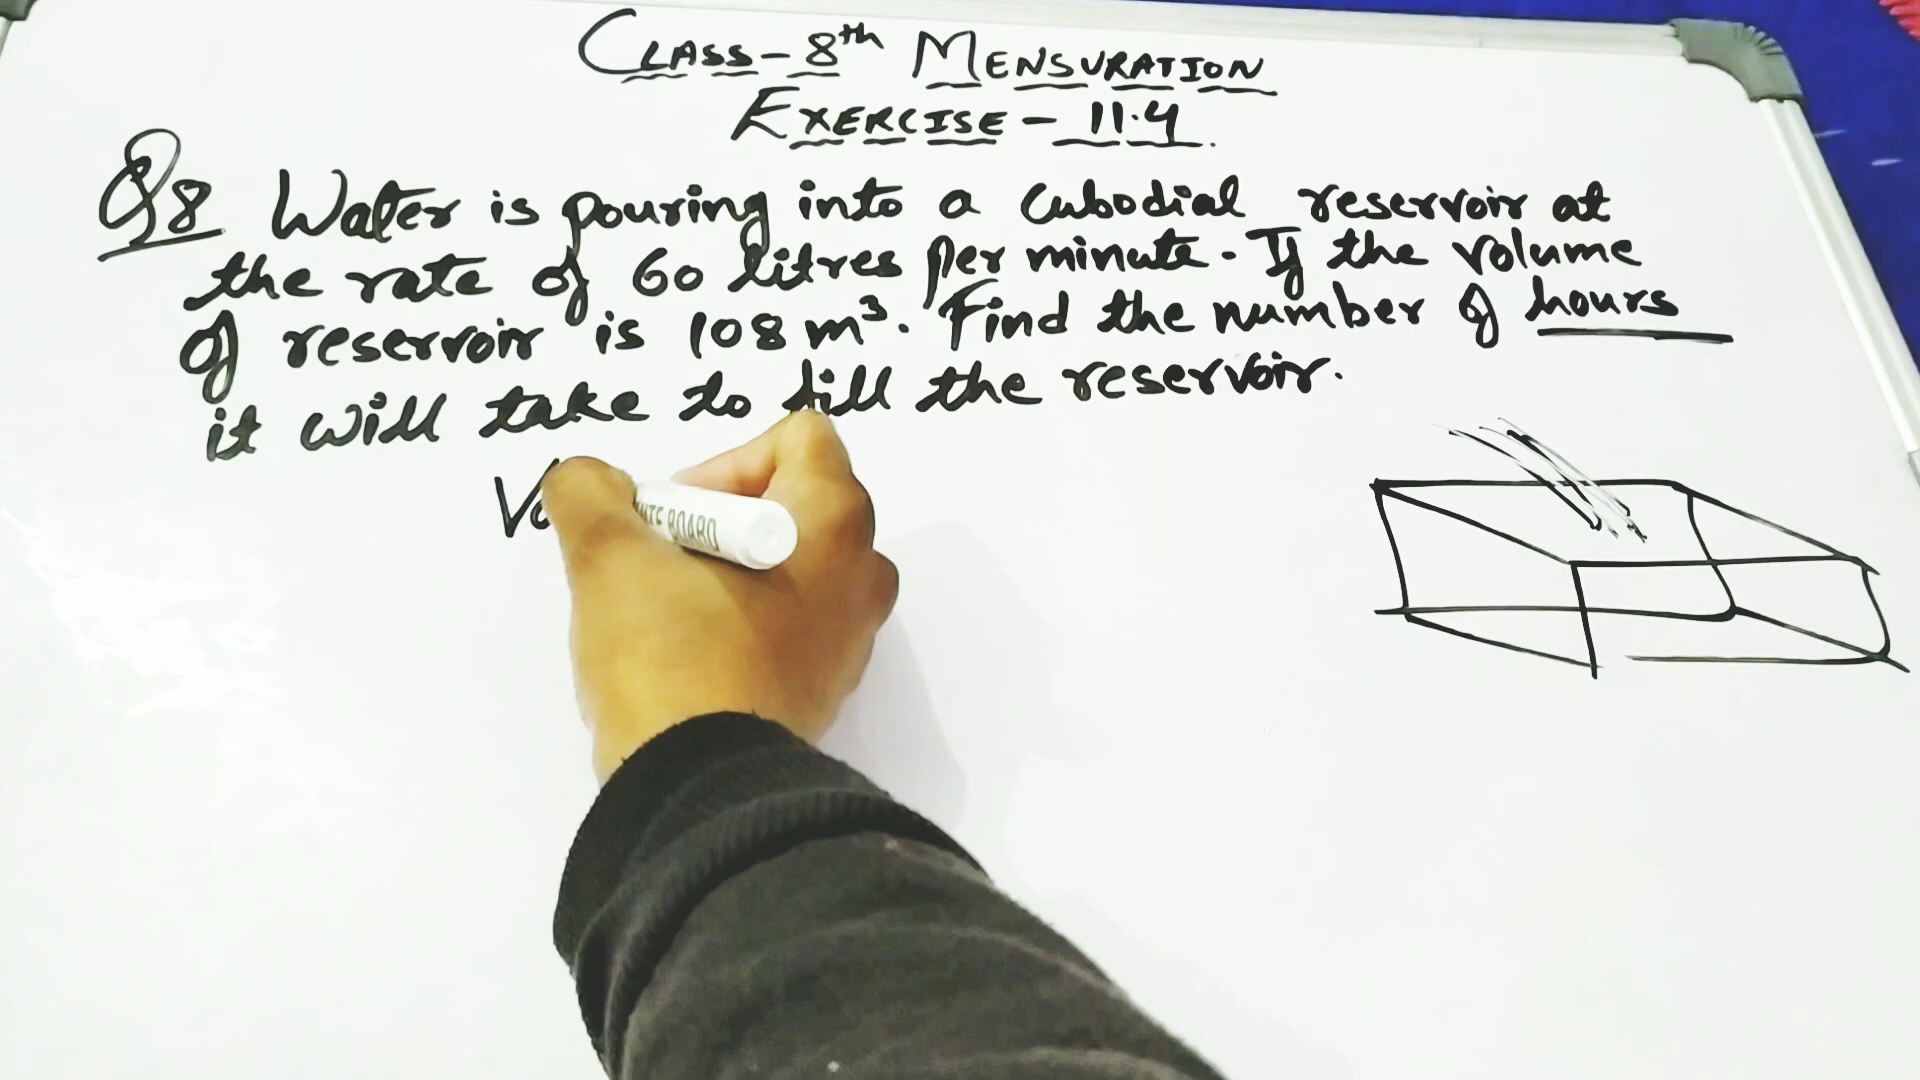 CLASS-8th MENSURATION
EXERCISE-11.4
Q8 Water is pouring into a cubodial reservoir at
the rate of 60 litres per minute. If the volume
of reservoir is 108 m³. Find the number of hours
it will take to fill the reservoir.
Vo
BOARD